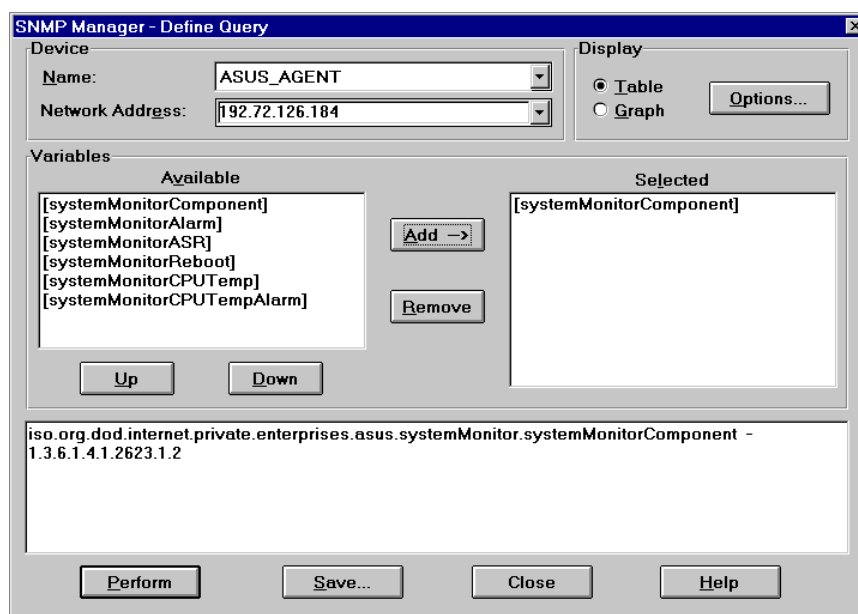 SNMP Manager - Define Query
Device
Name:
ASUS_AGENT
Network Address:
192.72.126.184
Display
Table
Graph
Options...
Variables
Available
[systemMonitorComponent]
[systemMonitorAlarm]
[systemMonitorASR]
[systemMonitorReboot]
[systemMonitorCPUTemp]
[systemMonitorCPUTempAlarm]
Up
Down
Add -->
Remove
Selected
[systemMonitorComponent]
iso.org.dod.internet.private.enterprises.asus.systemMonitor.systemMonitorComponent -
1.3.6.1.4.1.2623.1.2
Perform
Save...
Close
Help